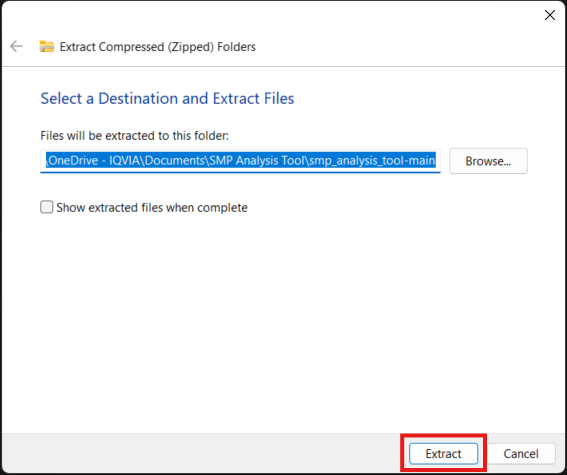 Extract Compressed (Zipped) Folders
Select a Destination and Extract Files
Files will be extracted to this folder:
\OneDrive - IQVIA\Documents\SMP Analysis Tool\smp_analysis_tool-main
Browse...
Show extracted files when complete
Extract
Cancel